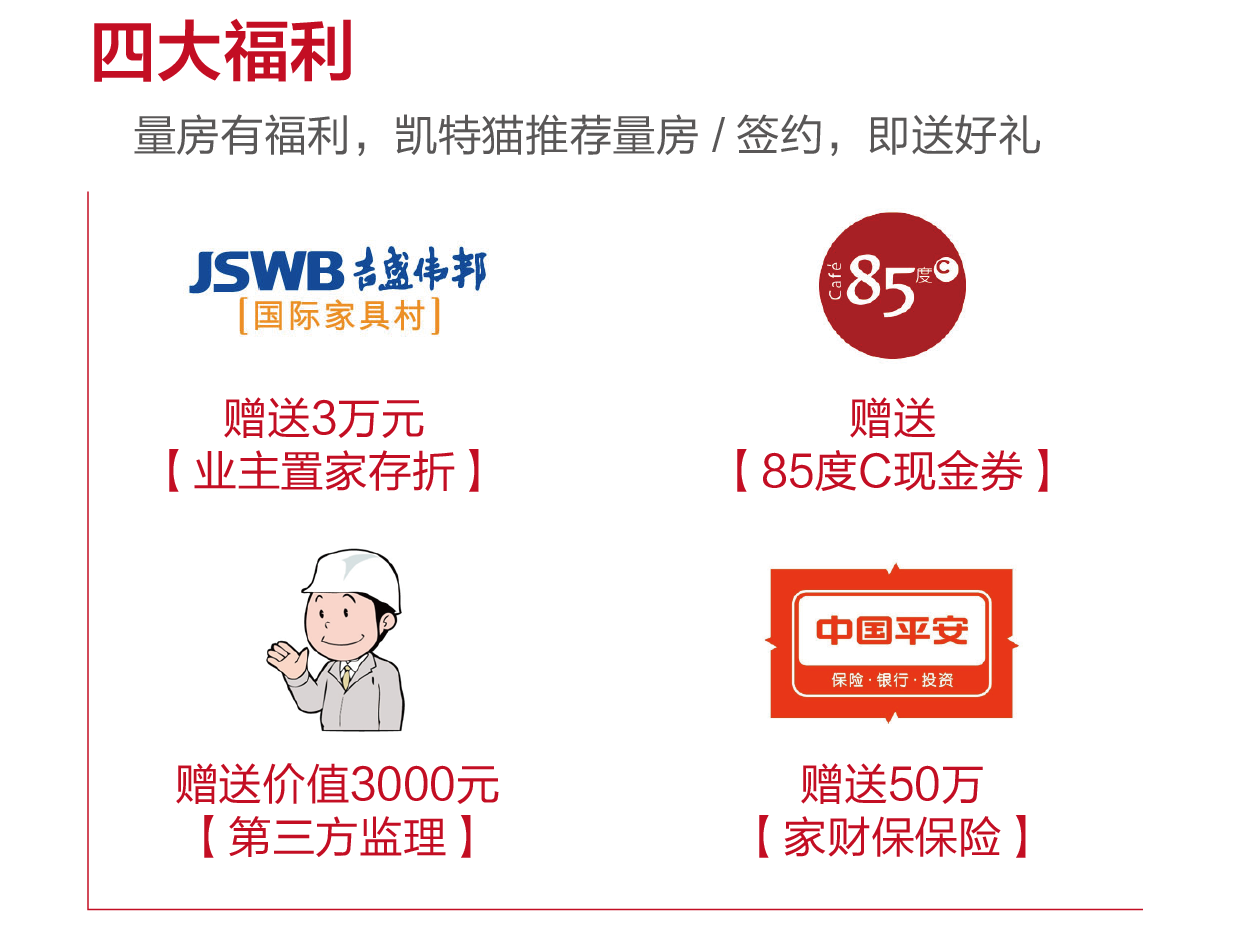 四大福利
量房有福利，凯特猫推荐量房 / 签约，即送好礼
JSWB 吉盛伟邦
[国际家具村]
Café 85度C
赠送3万元
【业主置家存折】
赠送
【85度C现金券】
中国平安
保险·银行·投资
赠送价值3000元
【第三方监理】
赠送50万
【家财保保险】